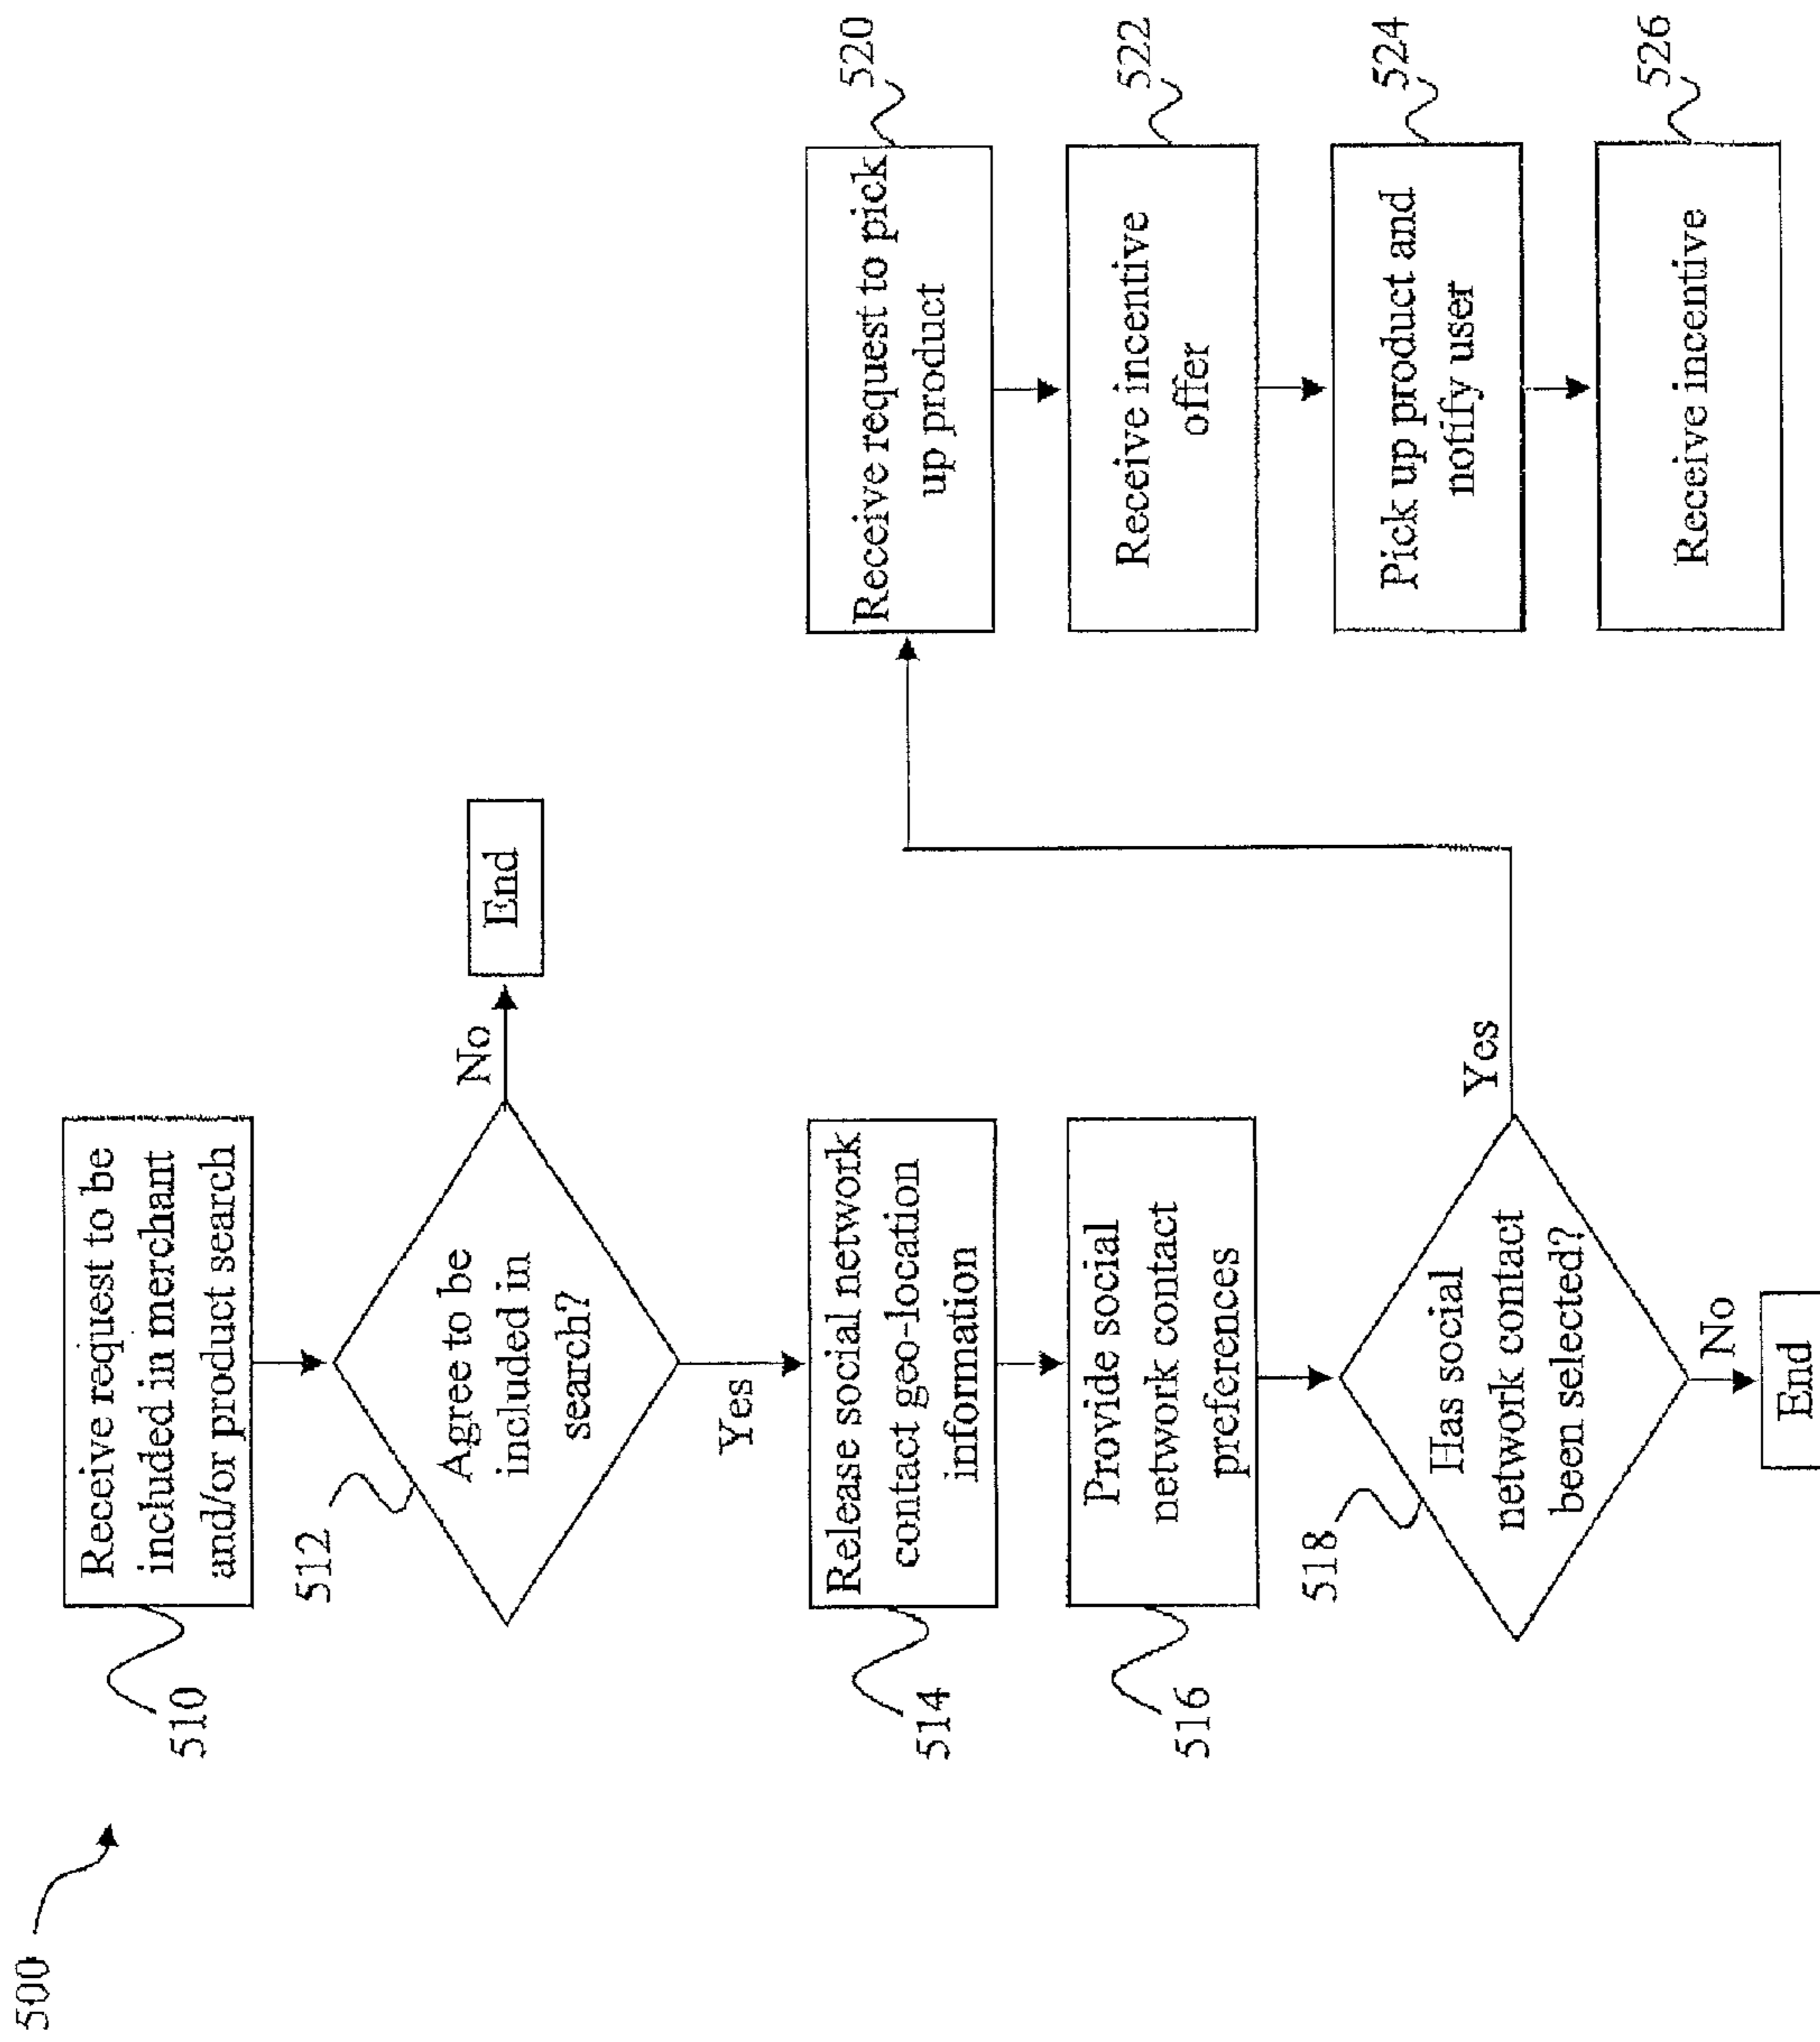 500
510
Receive request to be
included in merchant
and/or product search
512
Agree to be
included in
search?
No
End
Yes
514
Release social network
contact geo-location
information
516
Provide social
network contact
preferences
518
Has social
network contact
been selected?
No
End
Yes
Receive request to pick
up product
520
Receive incentive
offer
522
Pick up product and
notify user
524
Receive incentive
526